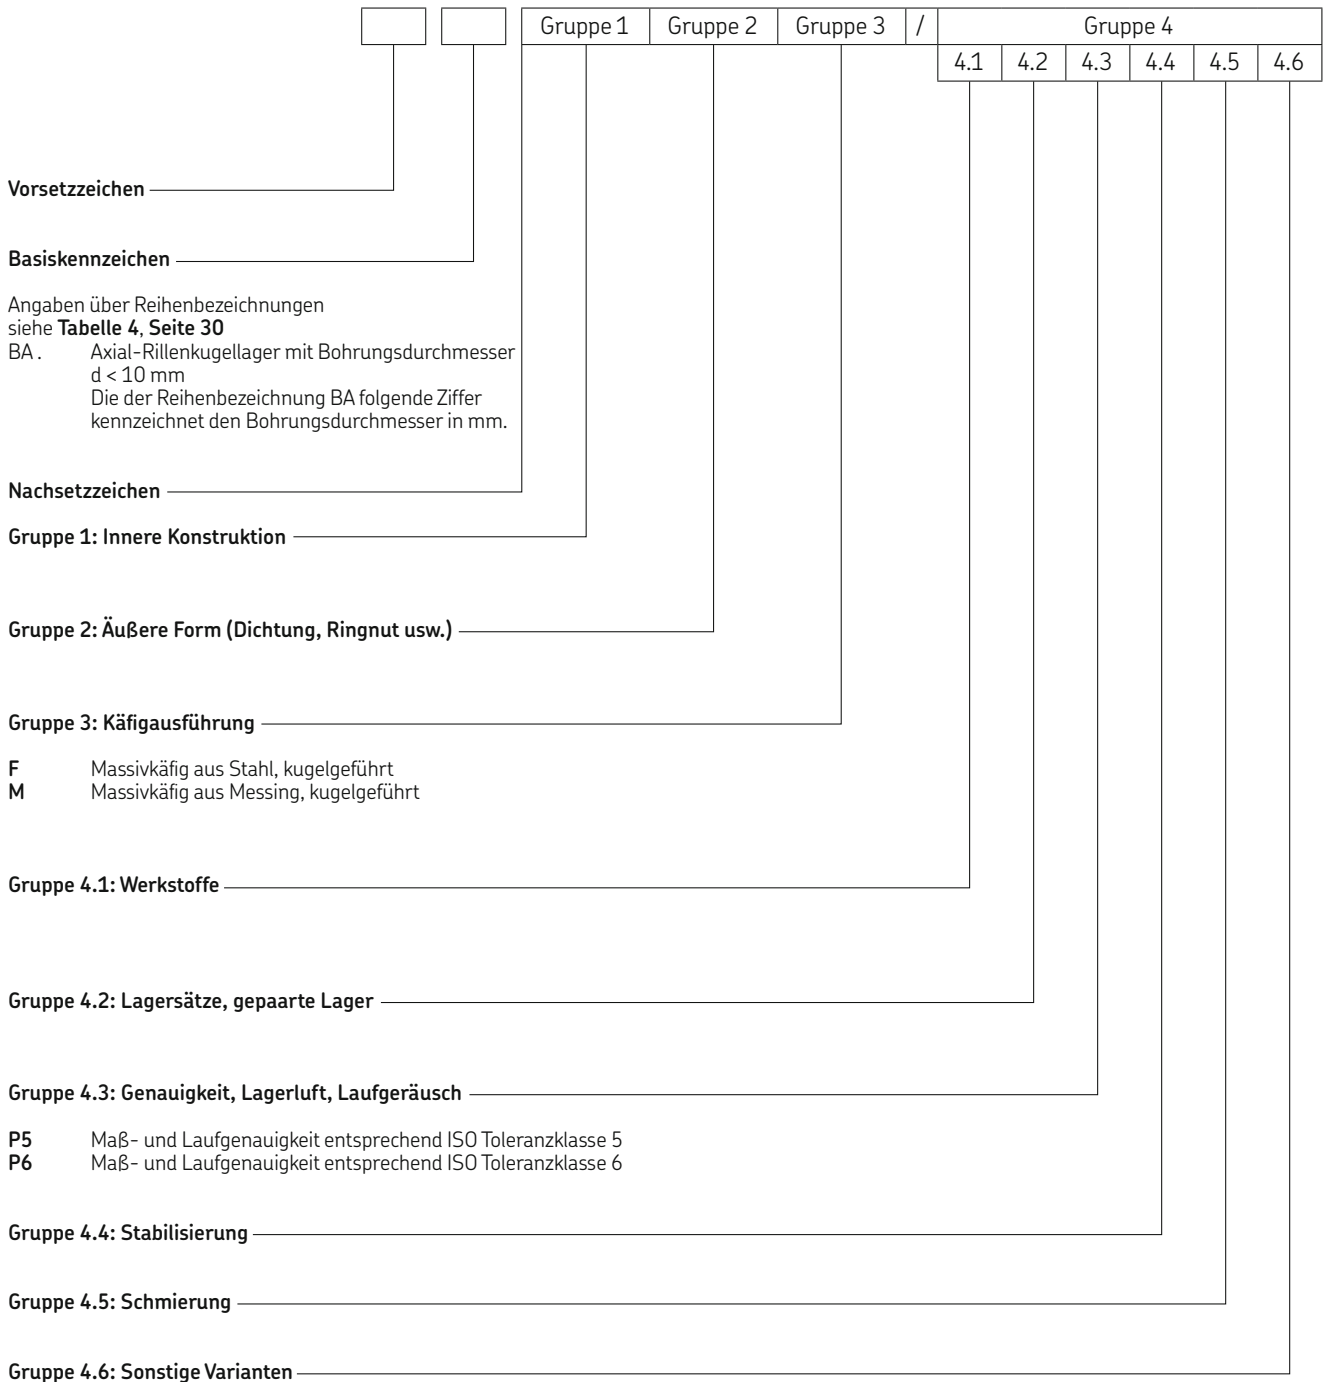 Gruppe 1 Gruppe 2 Gruppe 3 / Gruppe 4
4.1 4.2 4.3 4.4 4.5 4.6
Vorsetzzeichen
Basiskennzeichen
Angaben über Reihenbezeichnungen
siehe Tabelle 4, Seite 30
BA . Axial-Rillenkugellager mit Bohrungsdurchmesser
d < 10 mm
Die der Reihenbezeichnung BA folgende Ziffer
kennzeichnet den Bohrungsdurchmesser in mm.
Nachsetzzeichen
Gruppe 1: Innere Konstruktion
Gruppe 2: Äußere Form (Dichtung, Ringnut usw.)
Gruppe 3: Käfigausführung
F Massivkäfig aus Stahl, kugelgeführt
M Massivkäfig aus Messing, kugelgeführt
Gruppe 4.1: Werkstoffe
Gruppe 4.2: Lagersätze, gepaarte Lager
Gruppe 4.3: Genauigkeit, Lagerluft, Laufgeräusch
P5 Maß- und Laufgenauigkeit entsprechend ISO Toleranzklasse 5
P6 Maß- und Laufgenauigkeit entsprechend ISO Toleranzklasse 6
Gruppe 4.4: Stabilisierung
Gruppe 4.5: Schmierung
Gruppe 4.6: Sonstige Varianten